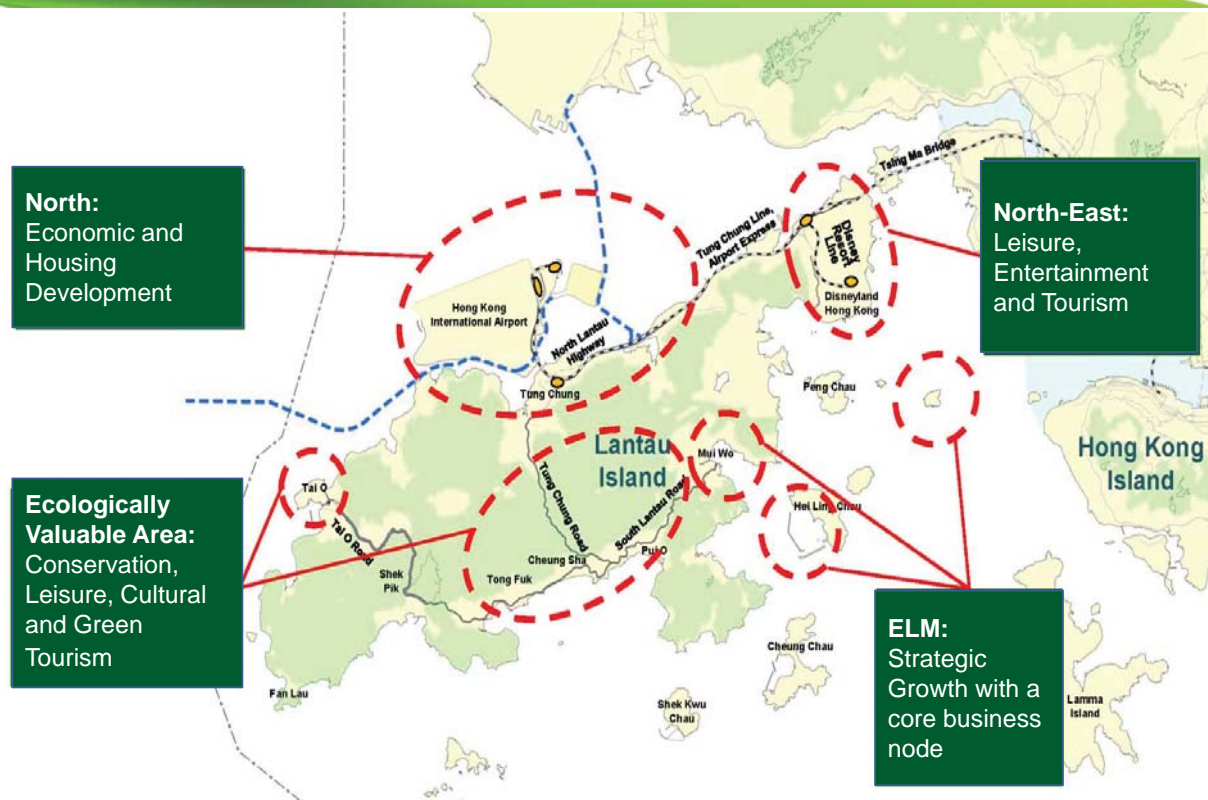 North:
Economic and
Housing
Development
Ecologically
Valuable Area:
Conservation,
Leisure, Cultural
and Green
Tourism
North-East:
Leisure,
Entertainment
and Tourism
ELM:
Strategic
Growth with a
core business
node
Tsing Ma Bridge
Tung Chung Line,
Airport Express
Disney
Resort
Line
Disneyland
Hong Kong
Hong Kong
International Airport
North Lantau
Highway
Tung Chung
Peng Chau
Lantau
Island
Hong Kong
Island
Mui Wo
Tai O
Tai O Road
Tung Chung Road
South Lantau Road
Hei Ling Chau
Pui O
Cheung Sha
Tong Fuk
Shek
Pik
Cheung Chau
Fan Lau
Shek Kwu
Chau
Lamma
Island